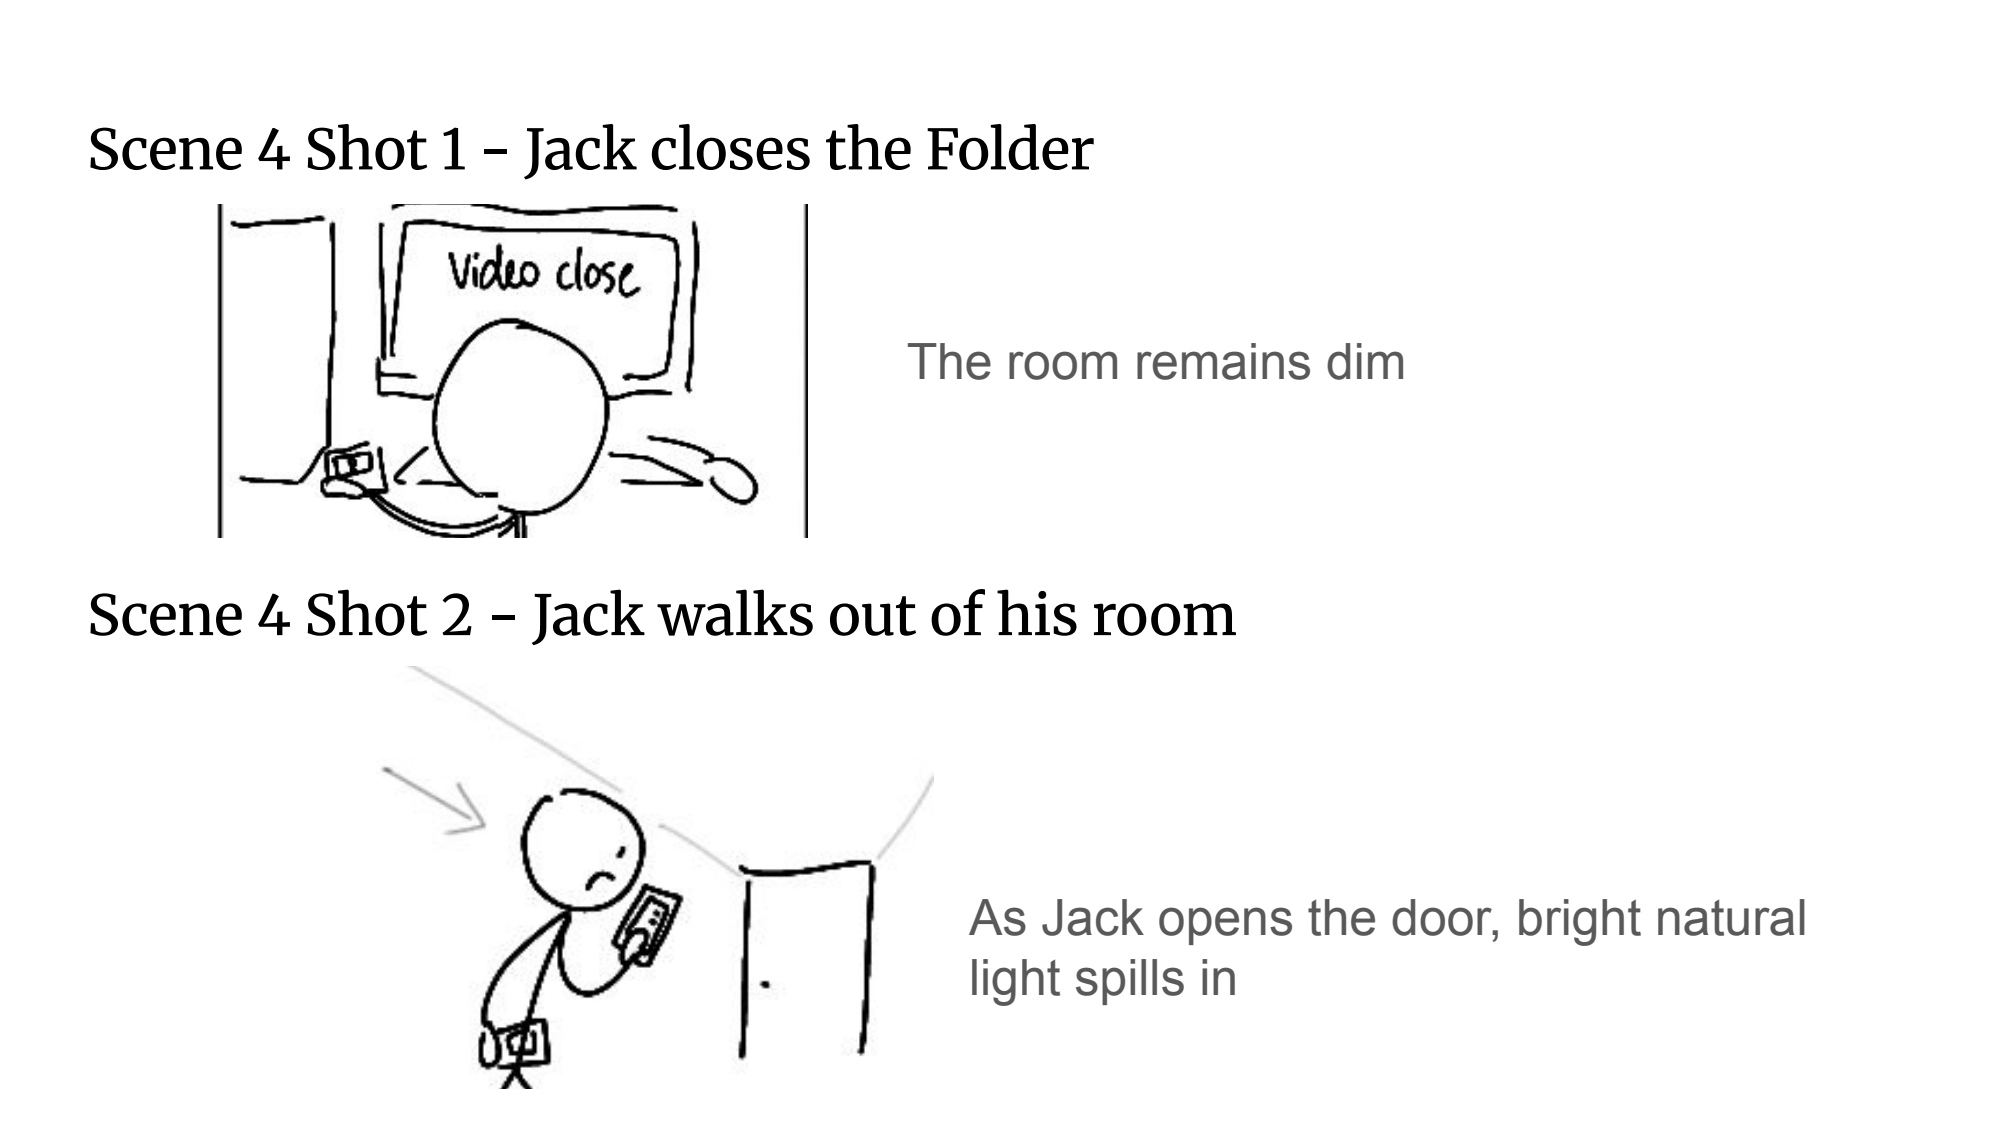 Scene 4 Shot 1 - Jack closes the Folder
Video close
The room remains dim
Scene 4 Shot 2 - Jack walks out of his room
As Jack opens the door, bright natural
light spills in